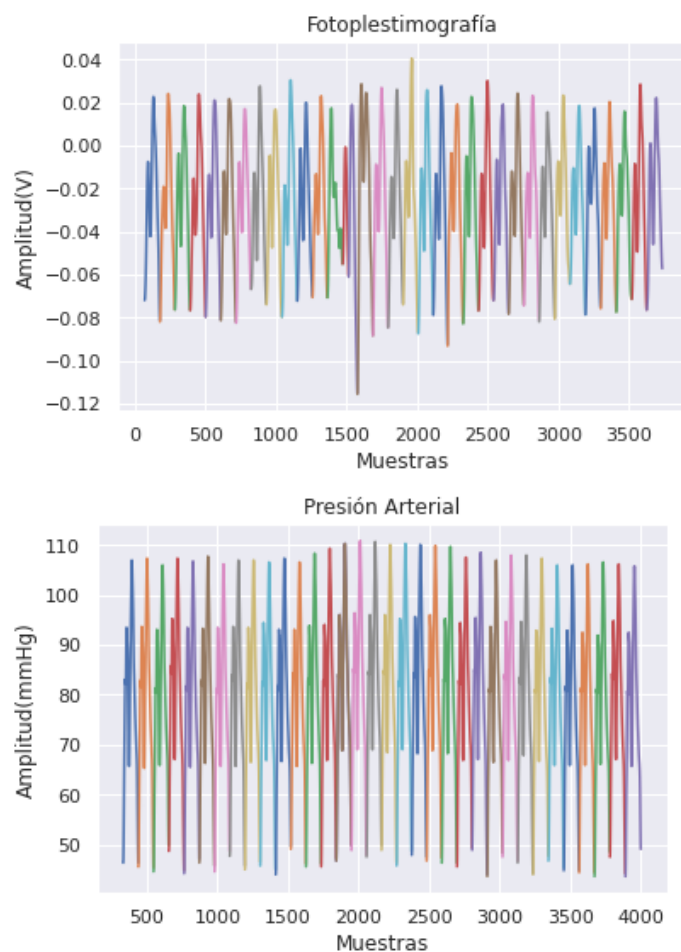 Fotoplestimografía
0.04
0.02
0.00
−0.02
−0.04
−0.06
−0.08
−0.10
−0.12
Amplitud(V)
0 500 1000 1500 2000 2500 3000 3500
Muestras
Presión Arterial
110
100
90
80
70
60
50
Amplitud(mmHg)
500 1000 1500 2000 2500 3000 3500 4000
Muestras